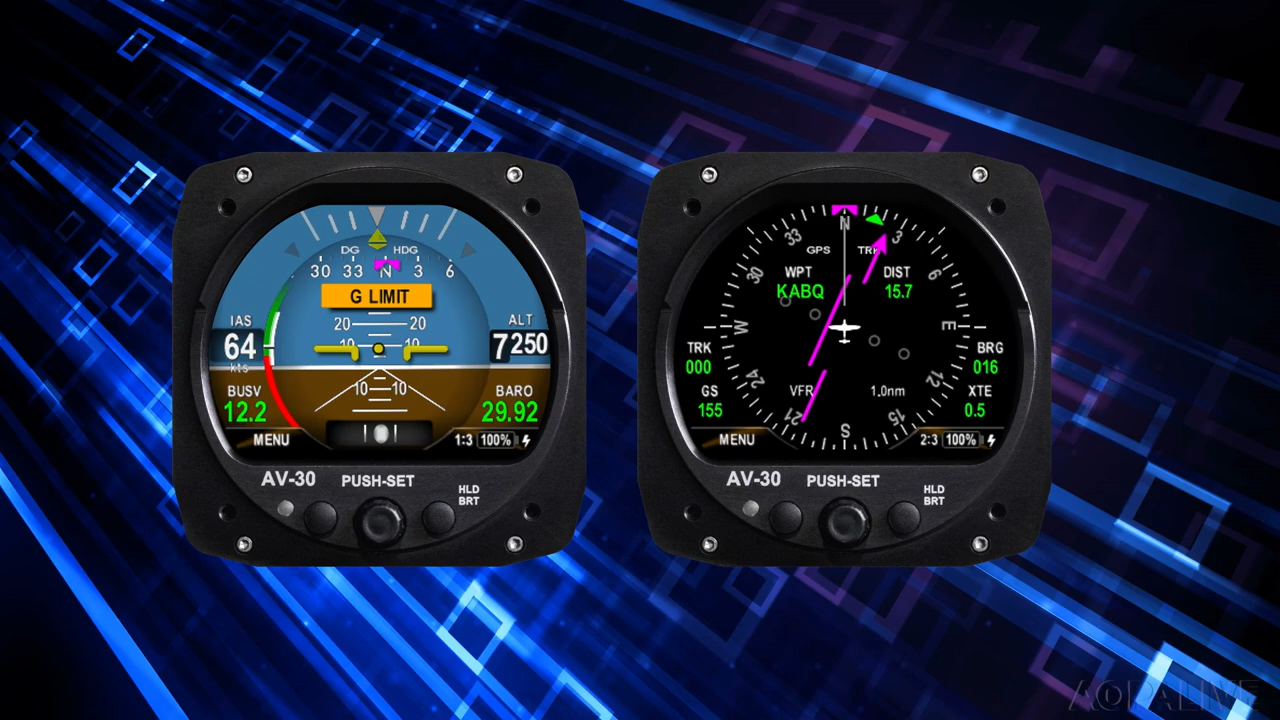 DG HDG
30 33 N 3 6
G LIMIT
20 20
10 10
IAS
64
kts
ALT
7250
10 10
BUSV
12.2
BARO
29.92
MENU
1:3 100%
AV-30
PUSH-SET
HLD
BRT
N
33 3
GPS TRK
30 6
WPT
KABQ
DIST
15.7
W E
TRK
000
BRG
016
24 12
GS
155
VFR 1.0nm
XTE
0.5
21 15
S
MENU
2:3 100%
AV-30
PUSH-SET
HLD
BRT
AOPA LIVE